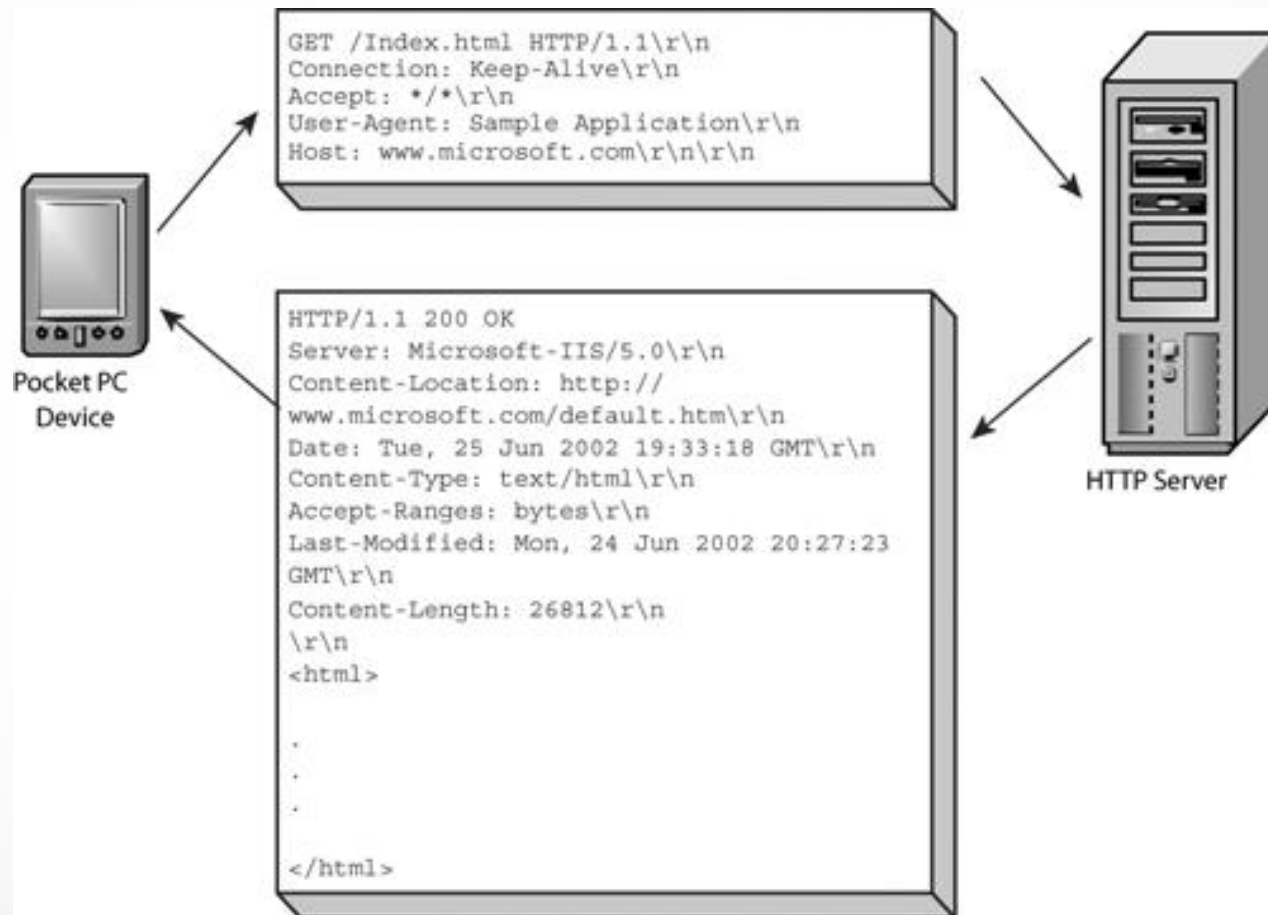 GET /Index.html HTTP/1.1\r\n
Connection: Keep-Alive\r\n
Accept: */*\r\n
User-Agent: Sample Application\r\n
Host: www.microsoft.com\r\n\r\n
Pocket PC
Device
HTTP/1.1 200 OK
Server: Microsoft-IIS/5.0\r\n
Content-Location: http://
www.microsoft.com/default.htm\r\n
Date: Tue, 25 Jun 2002 19:33:18 GMT\r\n
Content-Type: text/html\r\n
Accept-Ranges: bytes\r\n
Last-Modified: Mon, 24 Jun 2002 20:27:23
GMT\r\n
Content-Length: 26812\r\n
\r\n
<html>
.
.
.
</html>
HTTP Server